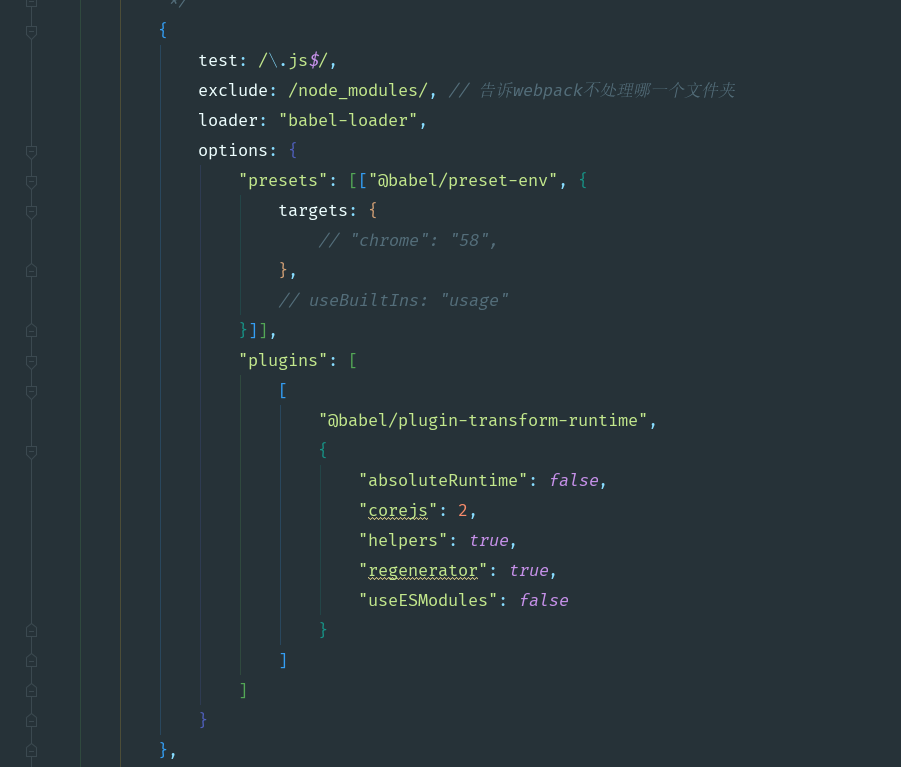 */
{
test: /\.js$/,
exclude: /node_modules/, // 告诉webpack不处理哪一个文件夹
loader: "babel-loader",
options: {
"presets": [["@babel/preset-env", {
targets: {
// "chrome": "58",
},
// useBuiltIns: "usage"
}]],
"plugins": [
[
"@babel/plugin-transform-runtime",
{
"absoluteRuntime": false,
"corejs": 2,
"helpers": true,
"regenerator": true,
"useESModules": false
}
]
]
}
},